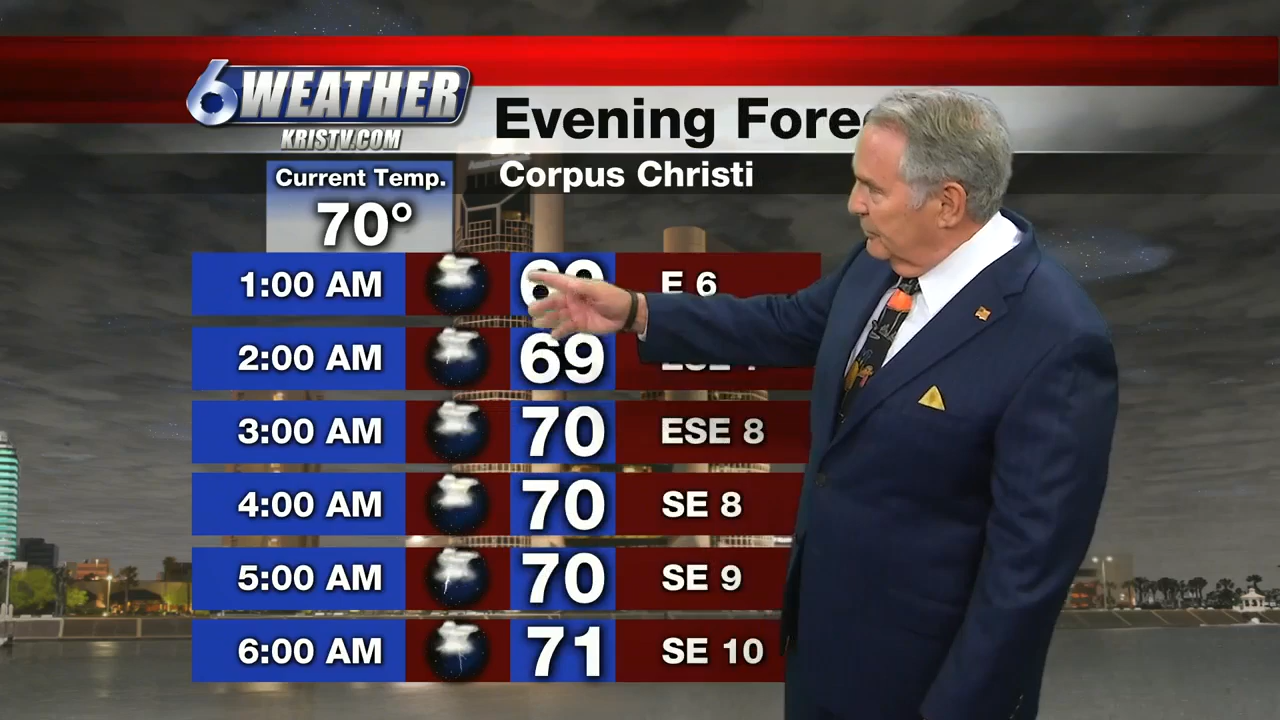 6 WEATHER
KRISTV.COM
Evening Fore
Corpus Christi
Current Temp.
70°
1:00 AM E 6
2:00 AM 69
3:00 AM 70 ESE 8
4:00 AM 70 SE 8
5:00 AM 70 SE 9
6:00 AM 71 SE 10